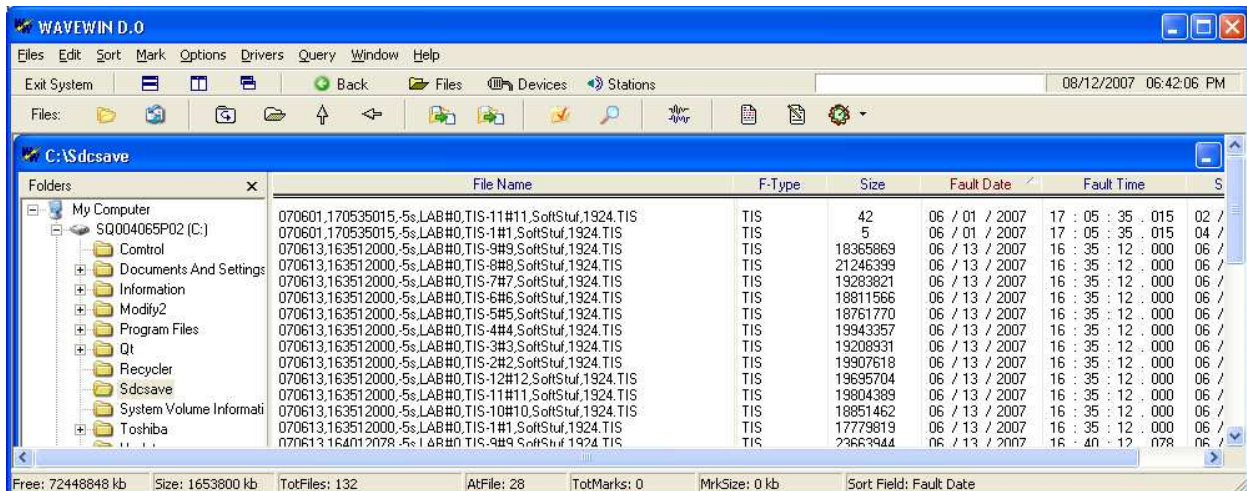 WAVEWIN D.O
Files Edit Sort Mark Options Drivers Query Window Help
Exit System Back Files Devices Stations 08/12/2007 06:42:06 PM
Files:
C:\Sdcsave
Folders x File Name F-Type Size Fault Date Fault Time S
My Computer
SQ004065P02 (C:)
Comtrol
Documents And Settings
Information
Modify2
Program Files
Qt
Recycler
Sdcsave
System Volume Informati
Toshiba
070601,170535015,-5s,LAB#0,TIS-11#11,SoftStuf,1924.TIS TIS 42 06 / 01 / 2007 17 : 05 : 35 . 015 02 /
070601,170535015,-5s,LAB#0,TIS-1#1,SoftStuf,1924.TIS TIS 5 06 / 01 / 2007 17 : 05 : 35 . 015 04 /
070613,163512000,-5s,LAB#0,TIS-9#9,SoftStuf,1924.TIS TIS 18365869 06 / 13 / 2007 16 : 35 : 12 . 000 06 /
070613,163512000,-5s,LAB#0,TIS-8#8,SoftStuf,1924.TIS TIS 21246399 06 / 13 / 2007 16 : 35 : 12 . 000 06 /
070613,163512000,-5s,LAB#0,TIS-7#7,SoftStuf,1924.TIS TIS 19283821 06 / 13 / 2007 16 : 35 : 12 . 000 06 /
070613,163512000,-5s,LAB#0,TIS-6#6,SoftStuf,1924.TIS TIS 18811566 06 / 13 / 2007 16 : 35 : 12 . 000 06 /
070613,163512000,-5s,LAB#0,TIS-5#5,SoftStuf,1924.TIS TIS 18761770 06 / 13 / 2007 16 : 35 : 12 . 000 06 /
070613,163512000,-5s,LAB#0,TIS-4#4,SoftStuf,1924.TIS TIS 19943357 06 / 13 / 2007 16 : 35 : 12 . 000 06 /
070613,163512000,-5s,LAB#0,TIS-3#3,SoftStuf,1924.TIS TIS 19208931 06 / 13 / 2007 16 : 35 : 12 . 000 06 /
070613,163512000,-5s,LAB#0,TIS-2#2,SoftStuf,1924.TIS TIS 19907618 06 / 13 / 2007 16 : 35 : 12 . 000 06 /
070613,163512000,-5s,LAB#0,TIS-12#12,SoftStuf,1924.TIS TIS 19695704 06 / 13 / 2007 16 : 35 : 12 . 000 06 /
070613,163512000,-5s,LAB#0,TIS-11#11,SoftStuf,1924.TIS TIS 19804389 06 / 13 / 2007 16 : 35 : 12 . 000 06 /
070613,163512000,-5s,LAB#0,TIS-10#10,SoftStuf,1924.TIS TIS 18851462 06 / 13 / 2007 16 : 35 : 12 . 000 06 /
070613,163512000,-5s,LAB#0,TIS-1#1,SoftStuf,1924.TIS TIS 17779819 06 / 13 / 2007 16 : 35 : 12 . 000 06 /
070613,164012078,-5s,LAB#0,TIS-9#9,SoftStuf,1924.TIS TIS 23663944 06 / 13 / 2007 16 : 40 : 12 . 078 06 /
Free: 72448848 kb Size: 1653800 kb TotFiles: 132 AtFile: 28 TotMarks: 0 MrkSize: 0 kb Sort Field: Fault Date